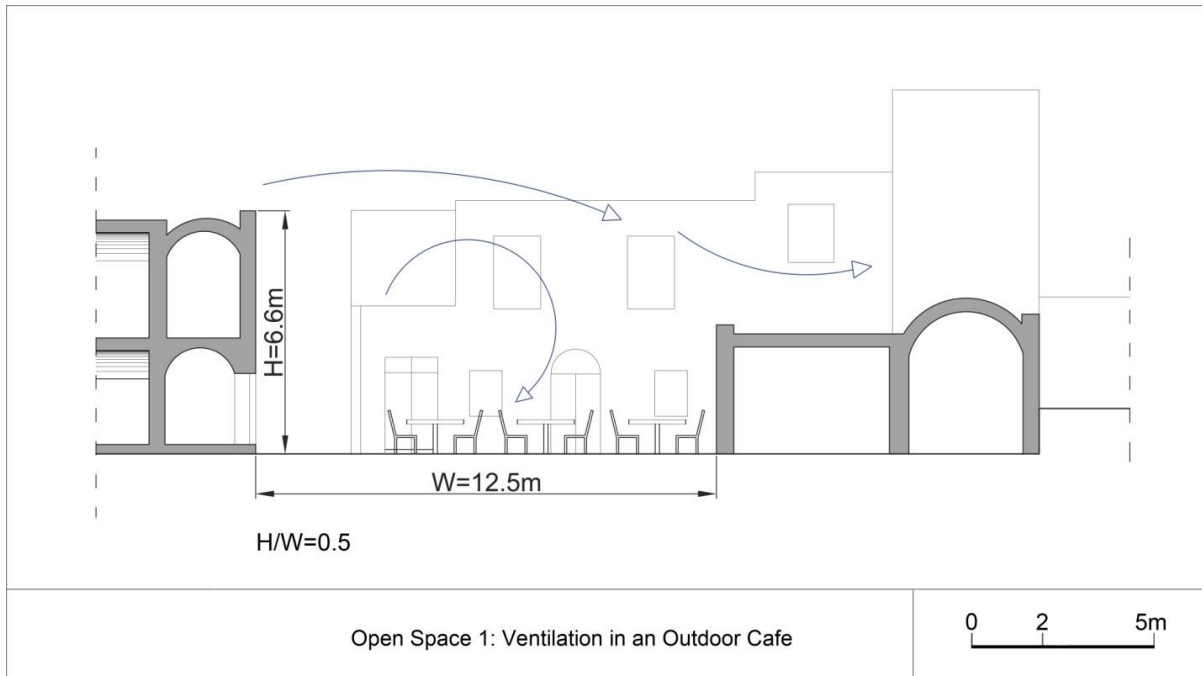 H=6.6m
W=12.5m
H/W=0.5
Open Space 1: Ventilation in an Outdoor Cafe
0 2 5m